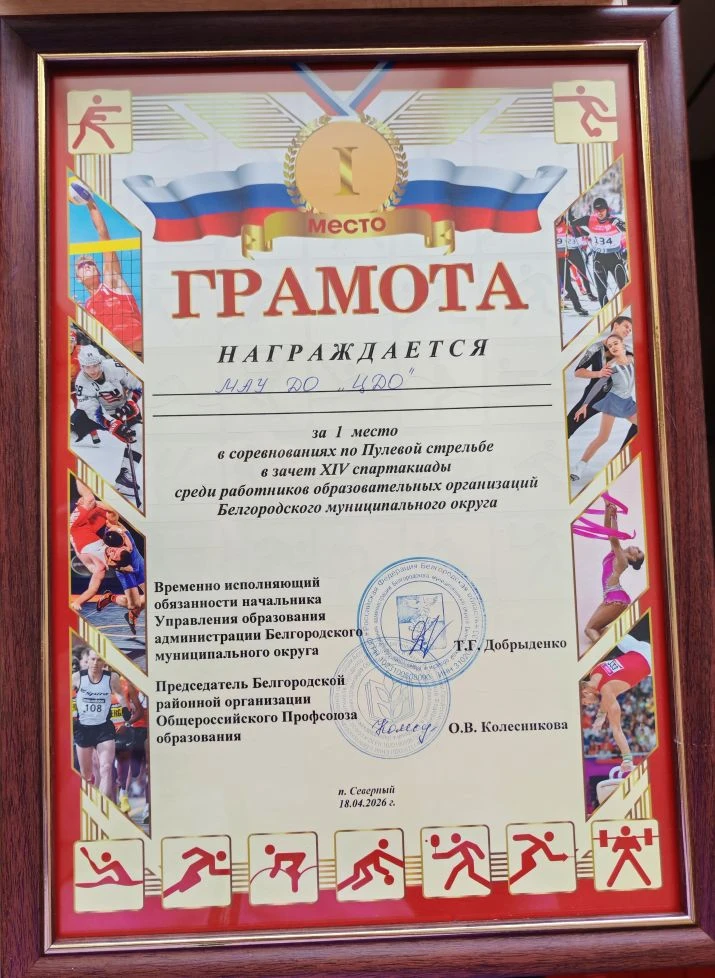 I
место
ГРАМОТА
НАГРАЖДАЕТСЯ
МАУ ДО „ЦДО"
за 1 место
в соревнованиях по Пулевой стрельбе
в зачет XIV спартакиады
среди работников образовательных организаций
Белгородского муниципального округа
Временно исполняющий
обязанности начальника
Управления образования
администрации Белгородского
муниципального округа
Т.Г. Добрыденко
Председатель Белгородской
районной организации
Общероссийского Профсоюза
образования
О.В. Колесникова
п. Северный
18.04.2026 г.
134
108